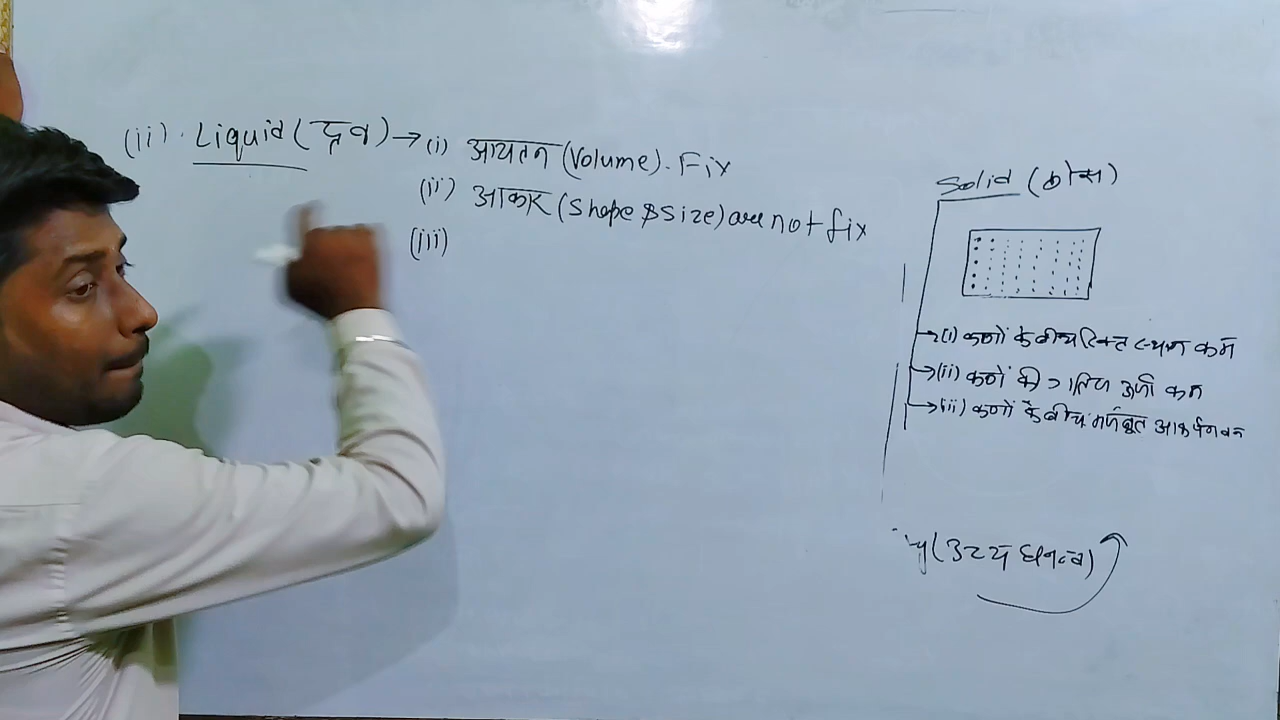 (ii). Liquid (द्रव) → (i) आयतन (Volume). Fix
(ii) आकार (Shape & Size) are not fix
(iii)
Solid (ठोस)
→ (i) कणों के बीच रिक्त स्थान कम
→ (ii) कणों की गतिज ऊर्जा कम
→ (iii) कणों के बीच मजबूत आकर्षण बल
y (उच्च घनत्व)